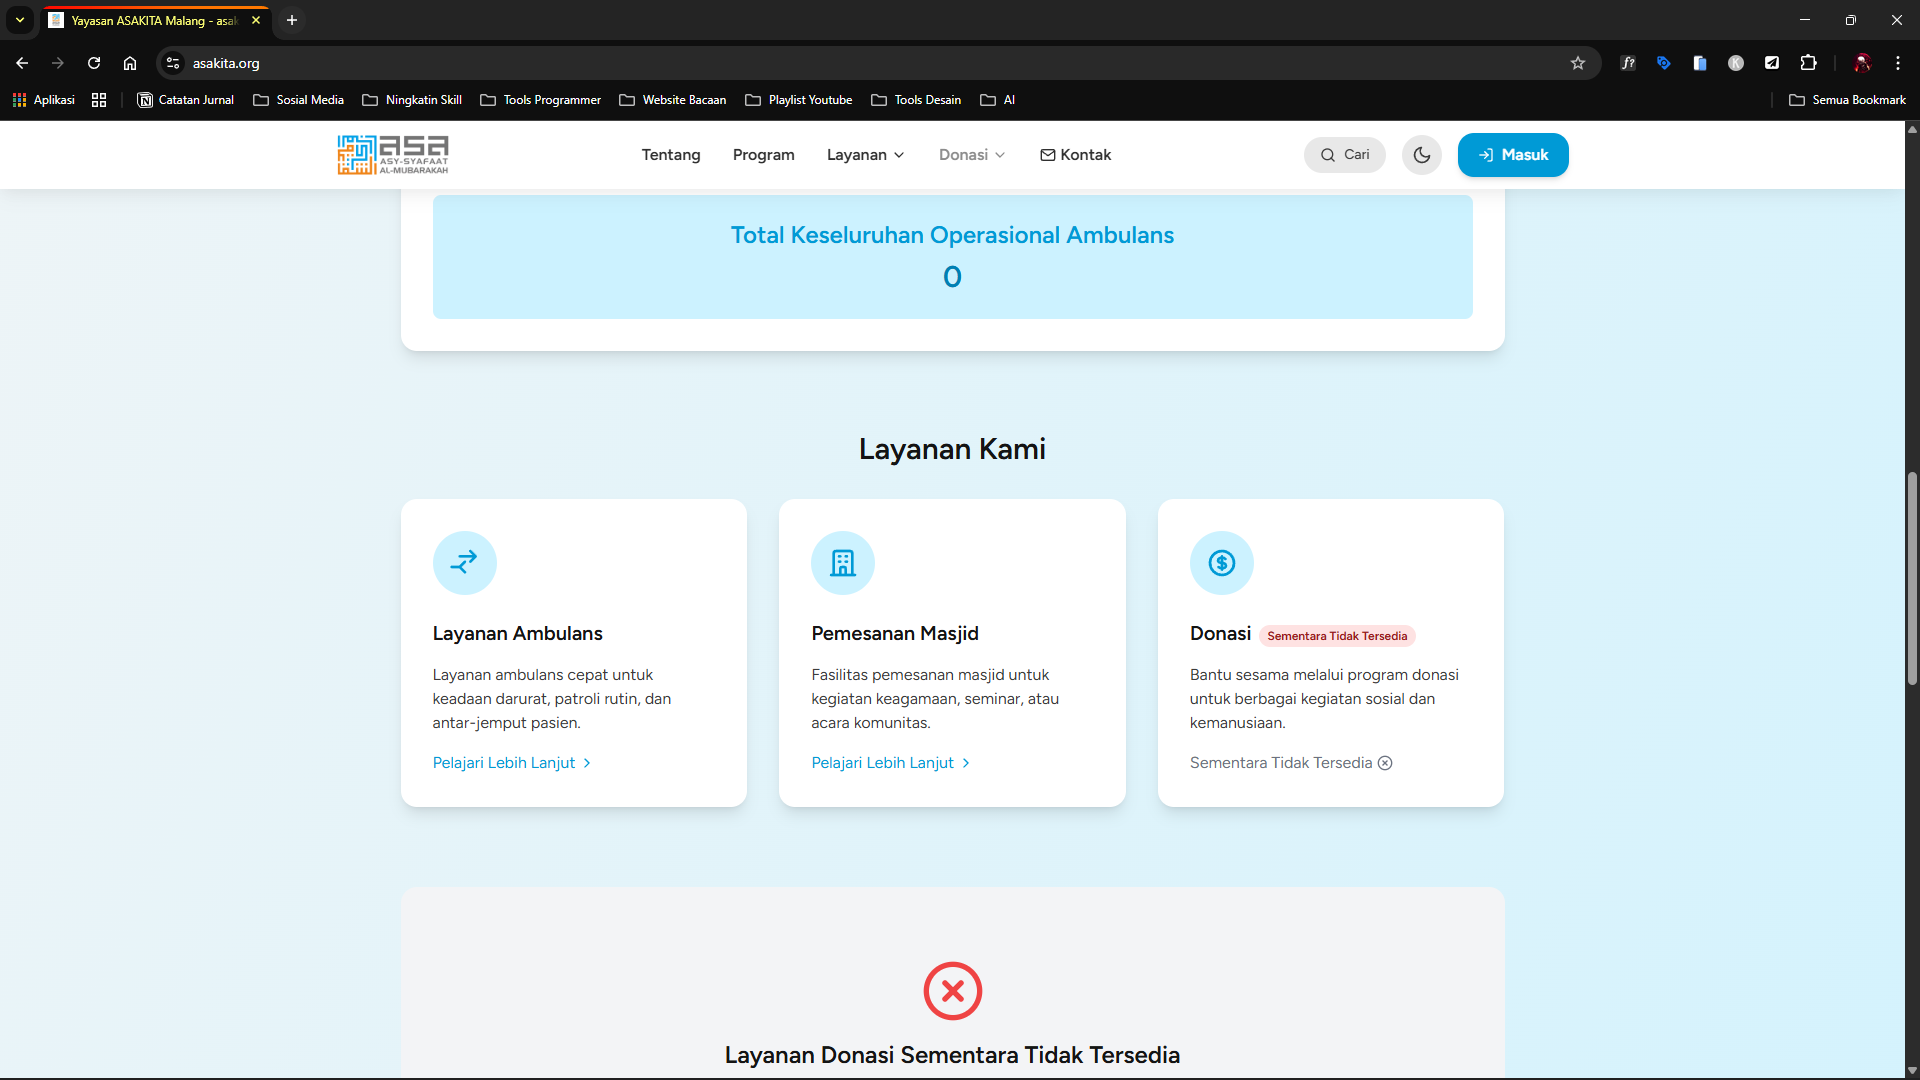 Yayasan ASAKITA Malang - asak
asakita.org
Aplikasi
Catatan Jurnal
Sosial Media
Ningkatin Skill
Tools Programmer
Website Bacaan
Playlist Youtube
Tools Desain
AI
Semua Bookmark
asa
ASY-SYAFAAT
AL-MUBARAKAH
Tentang
Program
Layanan
Donasi
Kontak
Cari
Masuk
Total Keseluruhan Operasional Ambulans
0
Layanan Kami
Layanan Ambulans
Layanan ambulans cepat untuk
keadaan darurat, patroli rutin, dan
antar-jemput pasien.
Pelajari Lebih Lanjut
Pemesanan Masjid
Fasilitas pemesanan masjid untuk
kegiatan keagamaan, seminar, atau
acara komunitas.
Pelajari Lebih Lanjut
Donasi Sementara Tidak Tersedia
Bantu sesama melalui program donasi
untuk berbagai kegiatan sosial dan
kemanusiaan.
Sementara Tidak Tersedia
Layanan Donasi Sementara Tidak Tersedia